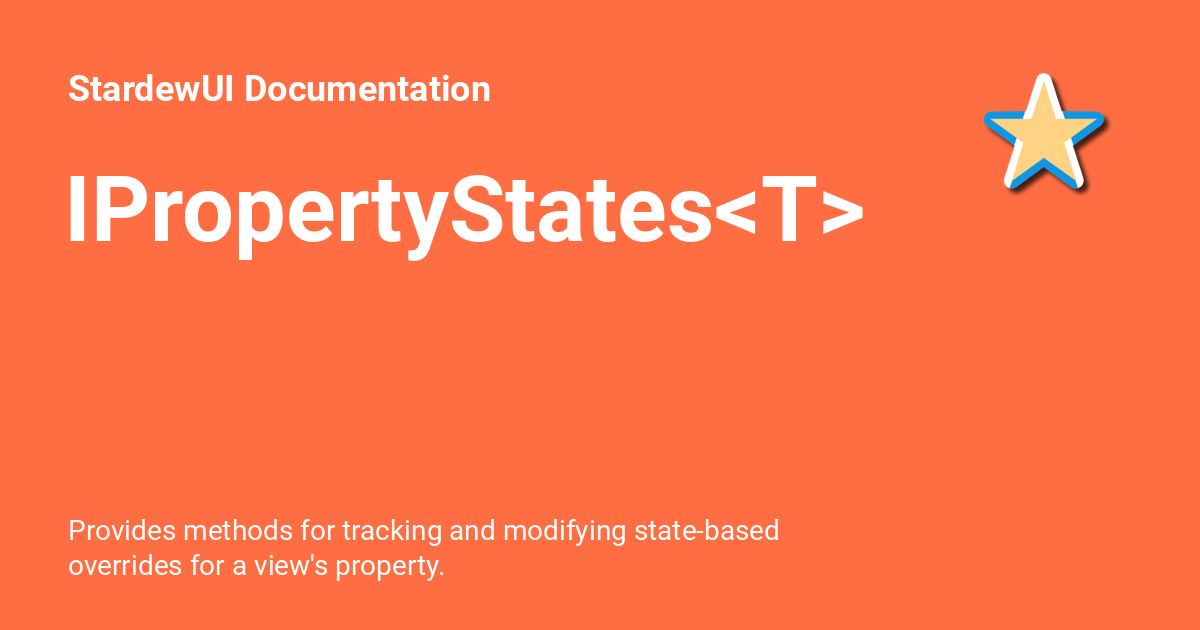 StardewUI Documentation
IPropertyStates<T>
Provides methods for tracking and modifying state-based
overrides for a view's property.